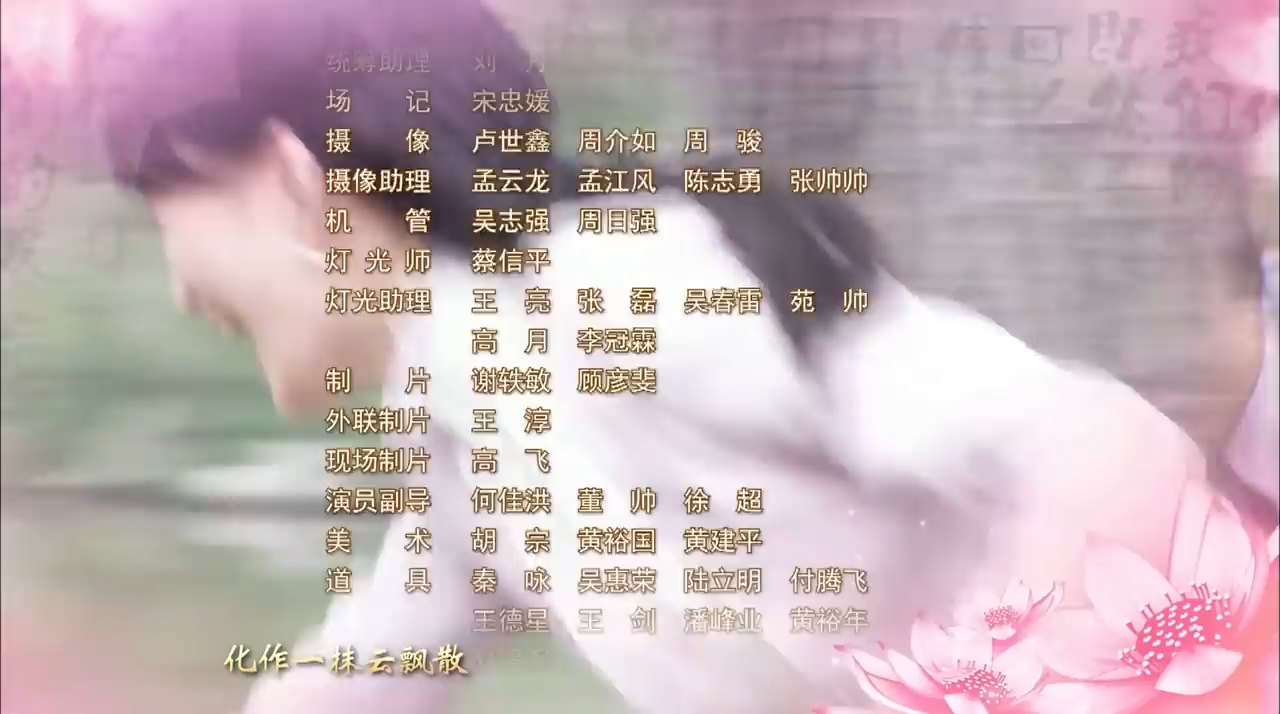 统筹助理 刘 月
场 记 宋忠媛
摄 像 卢世鑫 周介如 周 骏
摄像助理 孟云龙 孟江风 陈志勇 张帅帅
机 管 吴志强 周日强
灯 光 师 蔡信平
灯光助理 王 亮 张 磊 吴春雷 苑 帅
高 月 李冠霖
制 片 谢轶敏 顾彦斐
外联制片 王 淳
现场制片 高 飞
演员副导 何佳洪 董 帅 徐 超
美 术 胡 宗 黄裕国 黄建平
道 具 秦 咏 吴惠荣 陆立明 付腾飞
王德星 王 剑 潘峰业 黄裕年
化作一抹云飘散